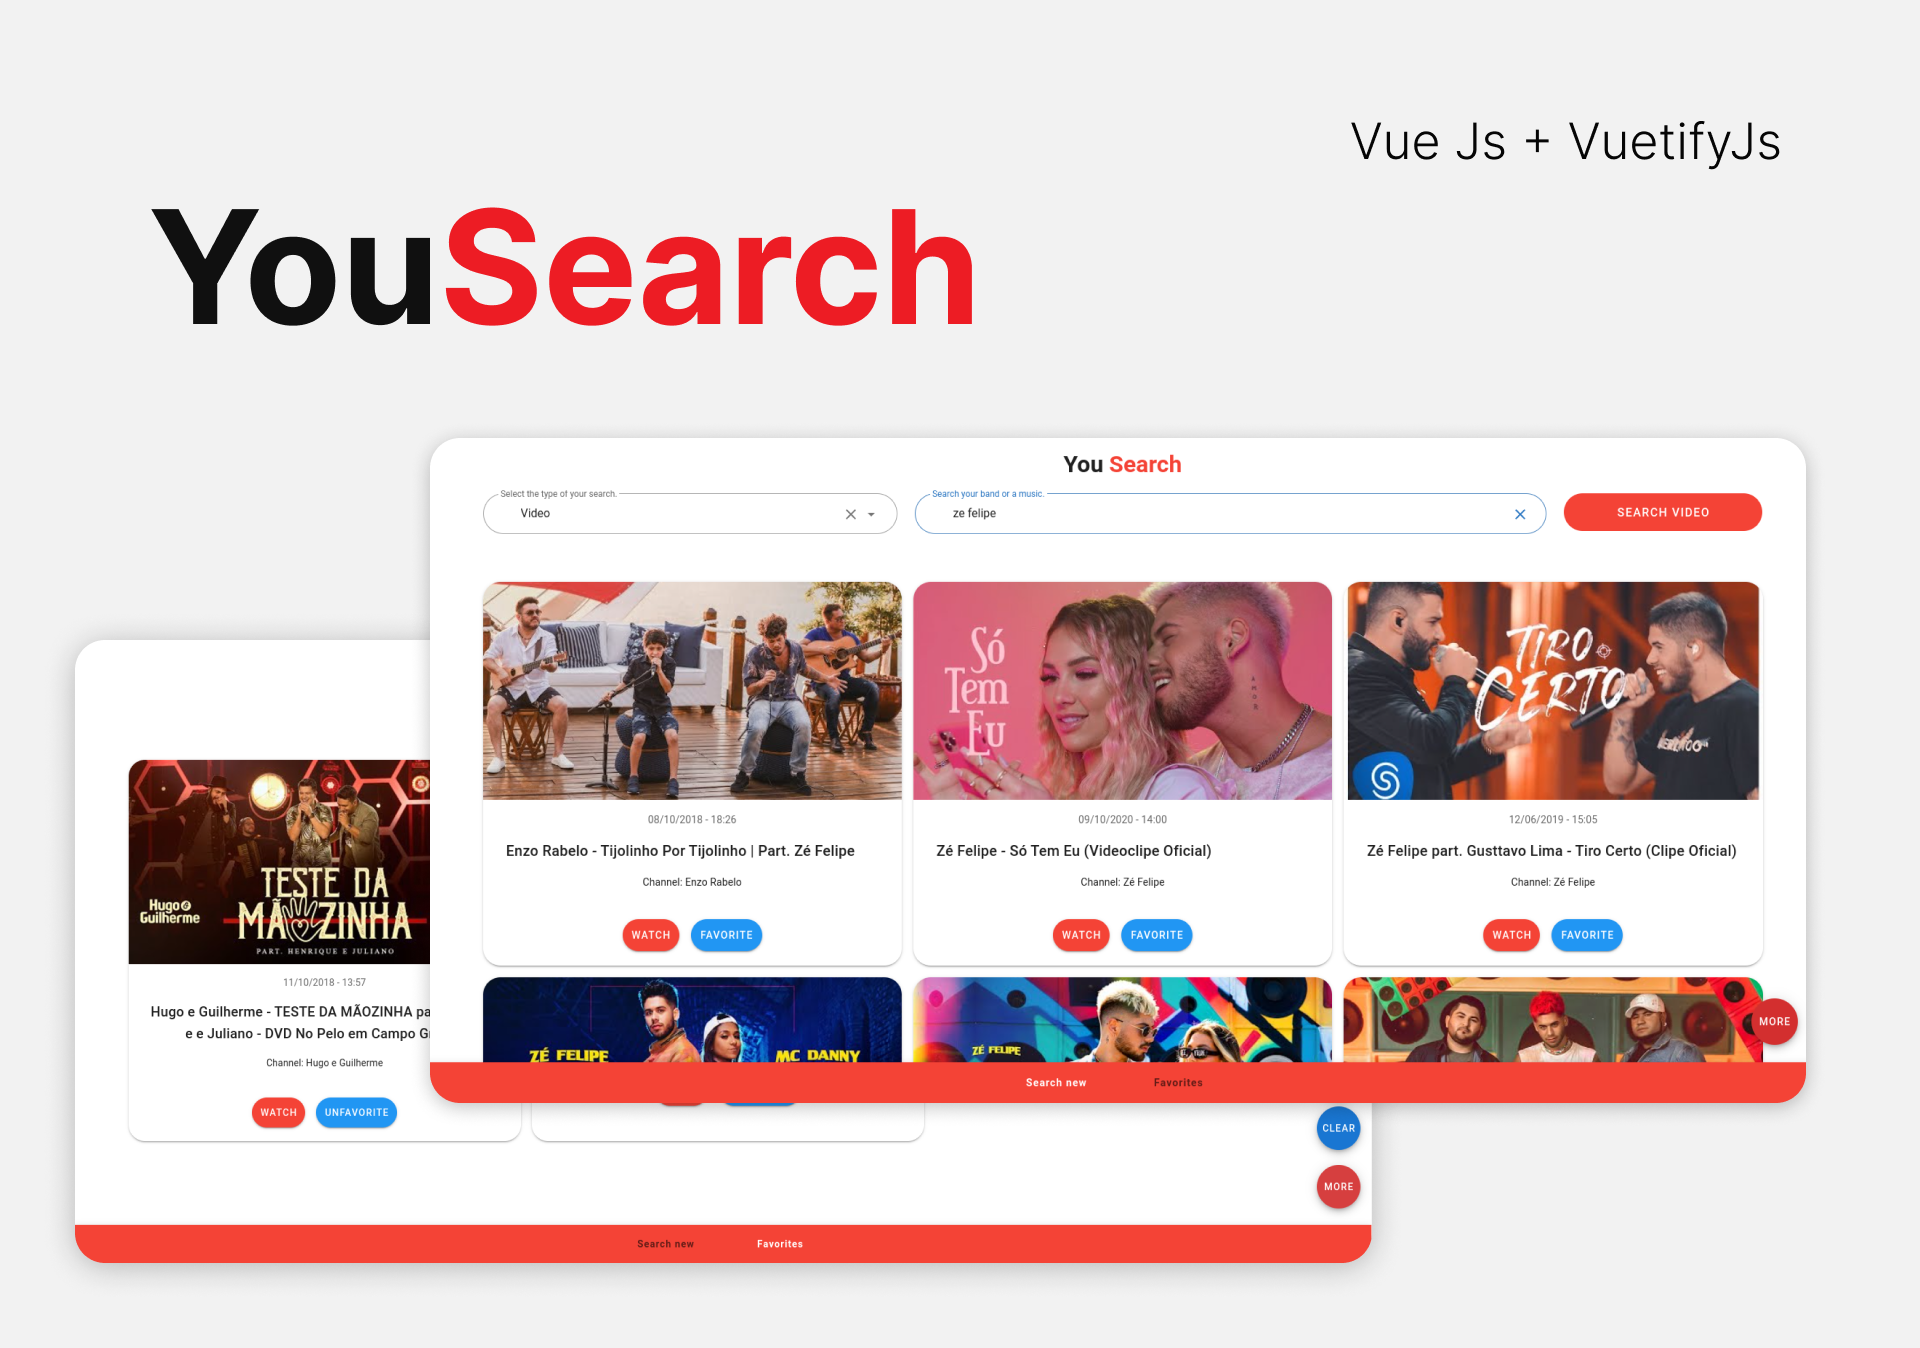 Vue Js + VuetifyJs
YouSearch
You Search
Select the type of your search.
Video
Search your band or a music.
ze felipe
SEARCH VIDEO
Só
Tem
Eu
AMOR
TIRO
CERTO
08/10/2018 - 18:26
Enzo Rabelo - Tijolinho Por Tijolinho | Part. Zé Felipe
Channel: Enzo Rabelo
WATCH
FAVORITE
09/10/2020 - 14:00
Zé Felipe - Só Tem Eu (Videoclipe Oficial)
Channel: Zé Felipe
WATCH
FAVORITE
12/06/2019 - 15:05
Zé Felipe part. Gusttavo Lima - Tiro Certo (Clipe Oficial)
Channel: Zé Felipe
WATCH
FAVORITE
ZÉ FELIPE
MC DANNY
ZÉ FELIPE
MORE
Search new
Favorites
Hugo &
Guilherme
TESTE DA
MÃOZINHA
PART. HENRIQUE E JULIANO
11/10/2018 - 13:57
Hugo e Guilherme - TESTE DA MÃOZINHA pa
e e Juliano - DVD No Pelo em Campo G
Channel: Hugo e Guilherme
WATCH
UNFAVORITE
CLEAR
MORE
Search new
Favorites